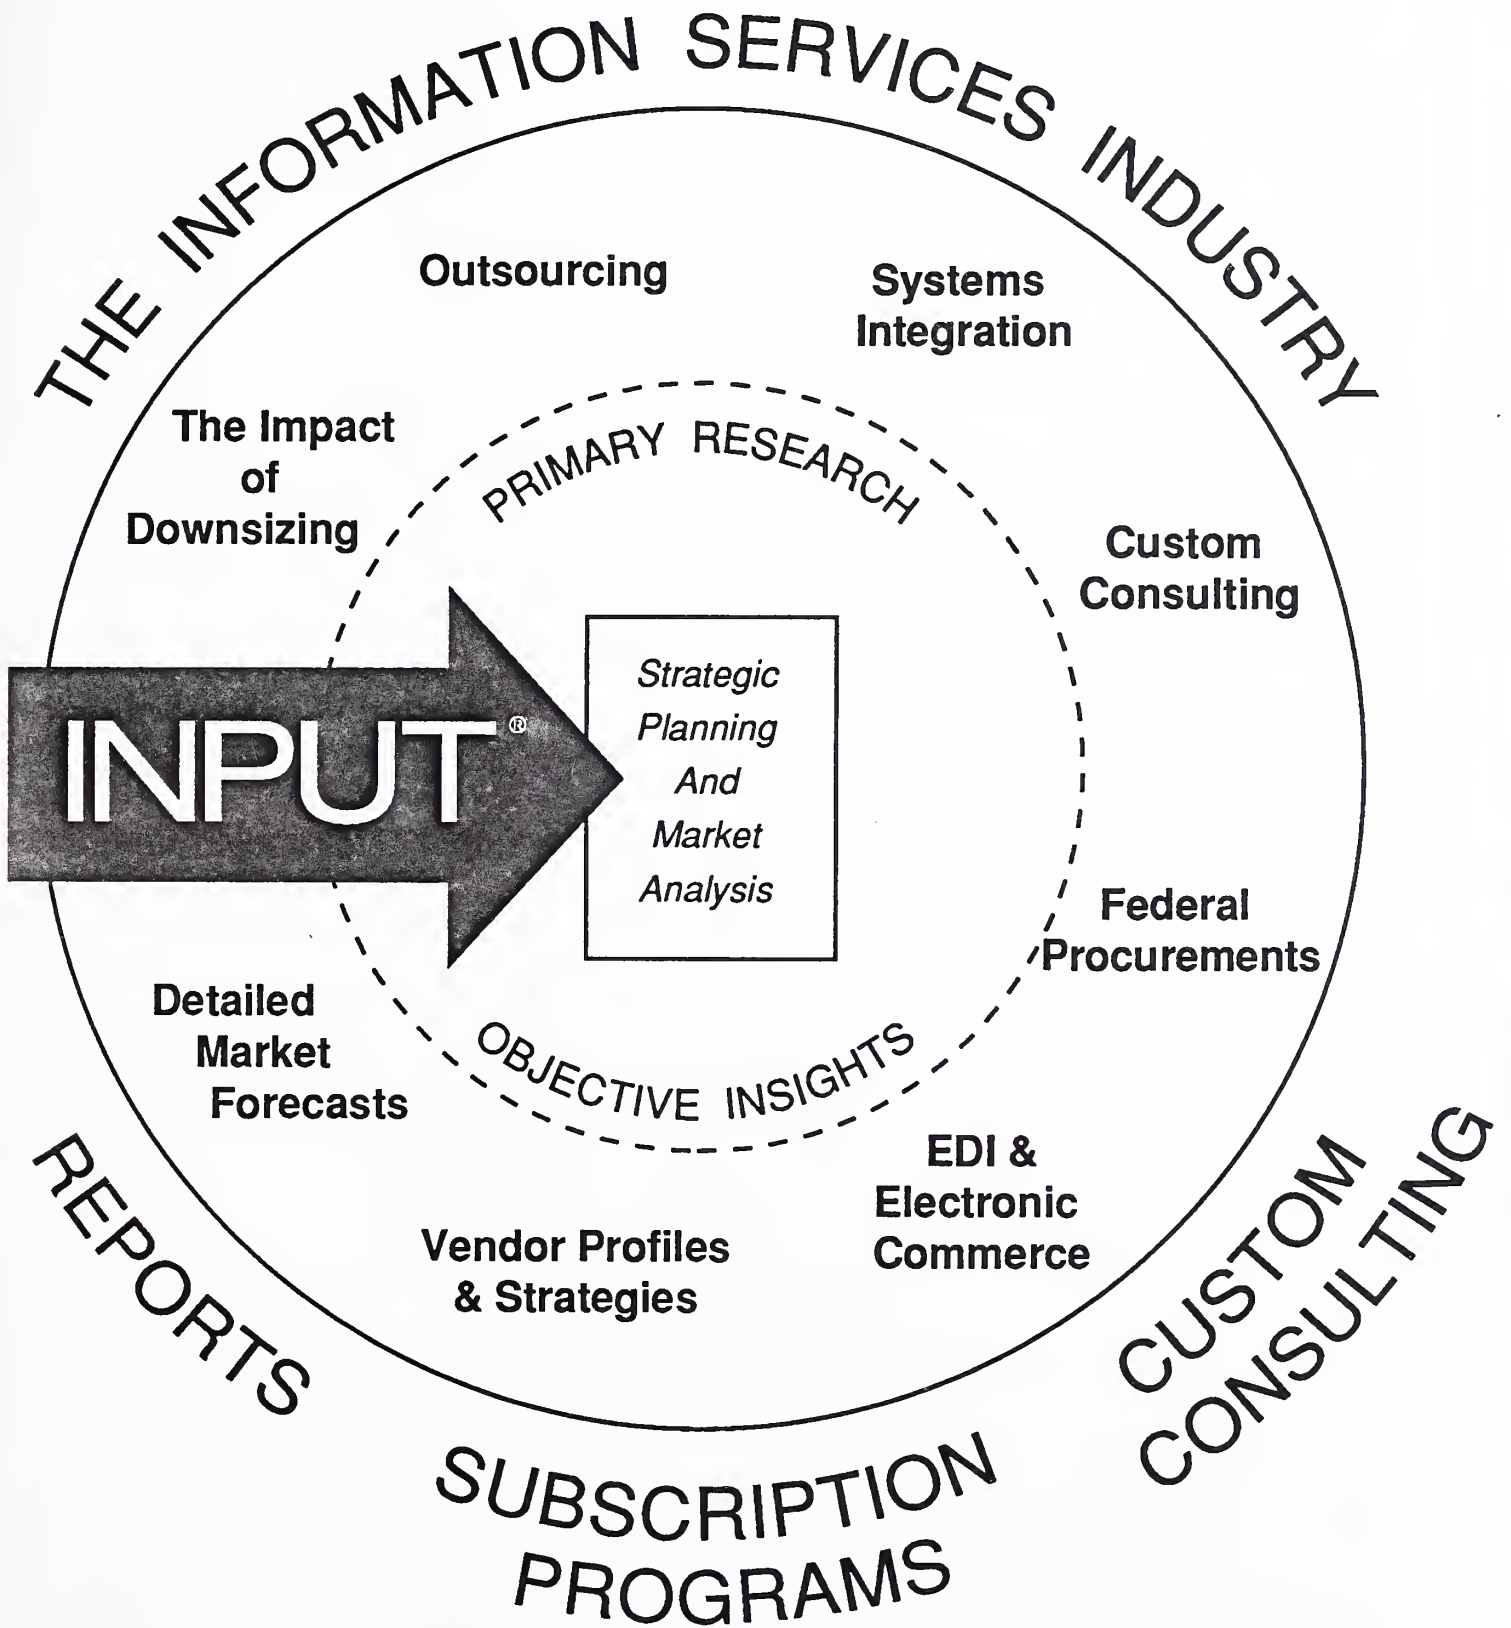 THE INFORMATION SERVICES INDUSTRY
Outsourcing
Systems
Integration
The Impact
of
Downsizing
PRIMARY RESEARCH
Custom
Consulting
INPUT®
Strategic
Planning
And
Market
Analysis
Federal
Procurements
Detailed
Market
Forecasts
OBJECTIVE INSIGHTS
EDI &
Electronic
Commerce
Vendor Profiles
& Strategies
REPORTS
SUBSCRIPTION
PROGRAMS
CUSTOM
CONSULTING